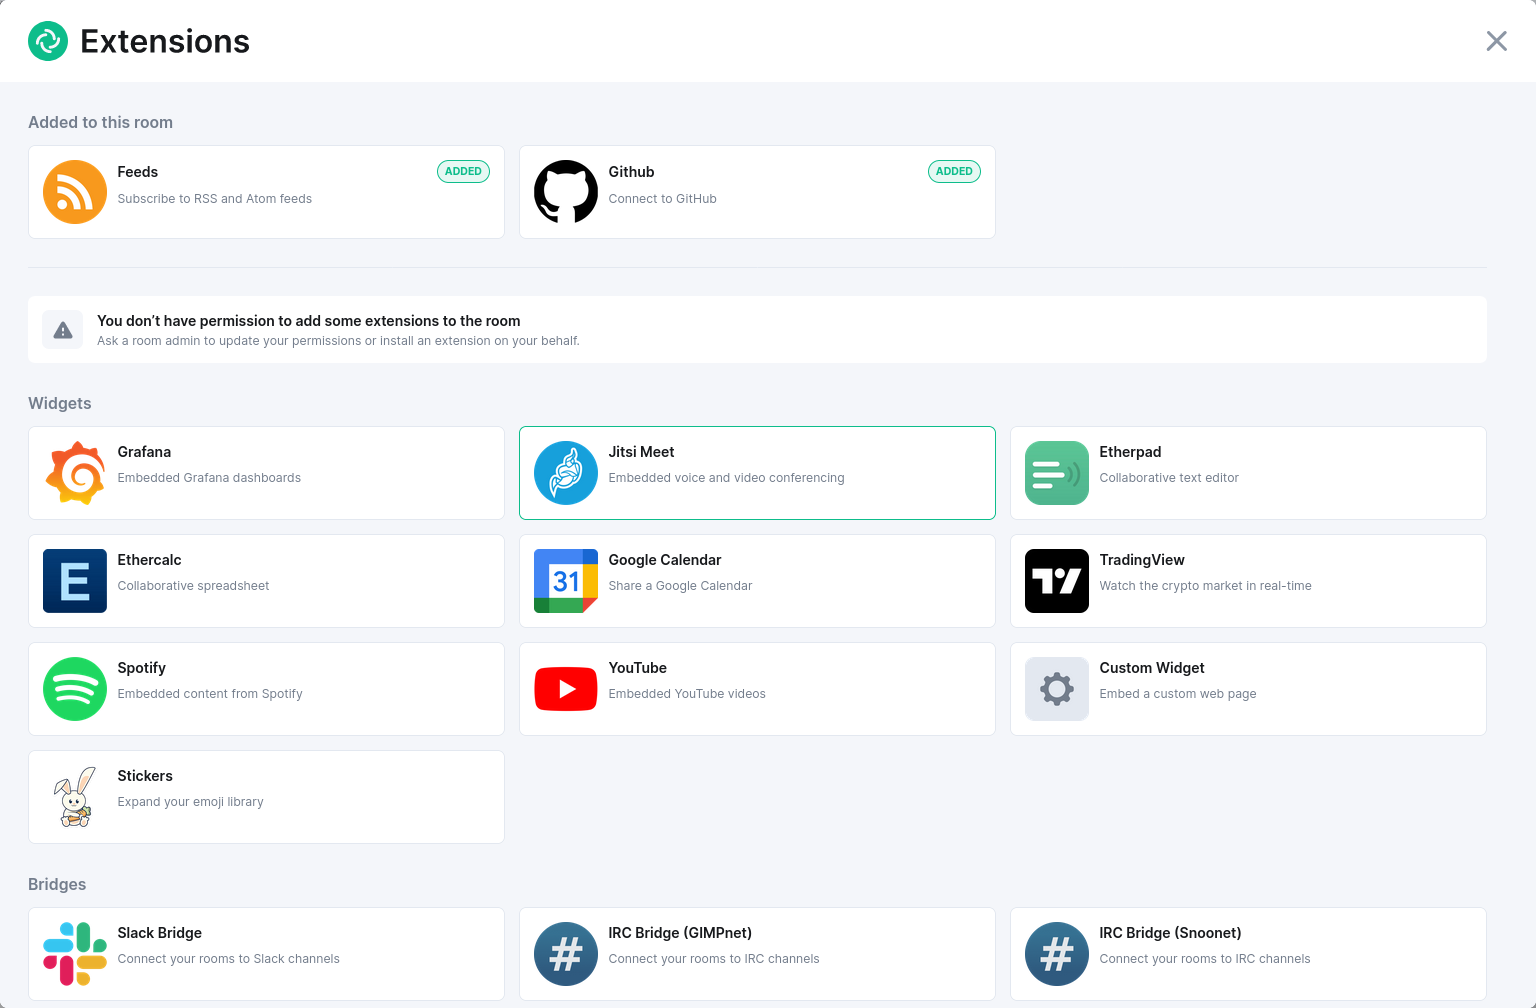 Extensions
Added to this room
Feeds
ADDED
Subscribe to RSS and Atom feeds
Github
ADDED
Connect to GitHub
You don’t have permission to add some extensions to the room
Ask a room admin to update your permissions or install an extension on your behalf.
Widgets
Grafana
Embedded Grafana dashboards
Jitsi Meet
Embedded voice and video conferencing
Etherpad
Collaborative text editor
E
Ethercalc
Collaborative spreadsheet
31
Google Calendar
Share a Google Calendar
TradingView
Watch the crypto market in real-time
Spotify
Embedded content from Spotify
YouTube
Embedded YouTube videos
Custom Widget
Embed a custom web page
Stickers
Expand your emoji library
Bridges
Slack Bridge
Connect your rooms to Slack channels
#
IRC Bridge (GIMPnet)
Connect your rooms to IRC channels
#
IRC Bridge (Snoonet)
Connect your rooms to IRC channels